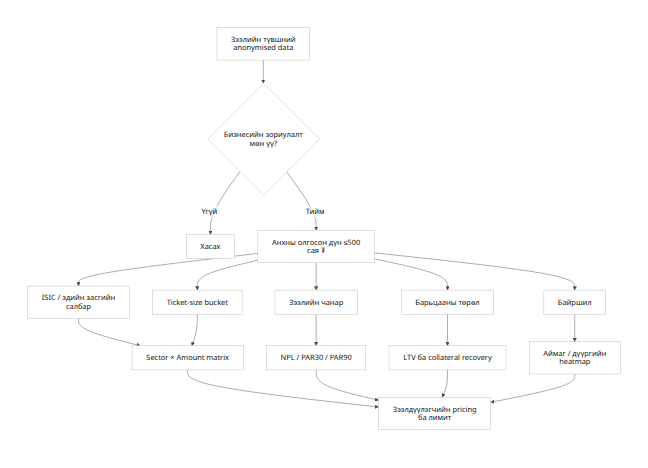 Зээлийн түвшний
anonymised data
Бизнесийн зориулалт
мөн үү?
Үгүй
Тийм
Хасах
Анхны олгосон дүн ≤500
сая ₮
ISIC / эдийн засгийн
салбар
Ticket-size bucket
Зээлийн чанар
Барьцааны төрөл
Байршил
Sector × Amount matrix
NPL / PAR30 / PAR90
LTV ба collateral recovery
Аймаг / дүүргийн
heatmap
Зээлдүүлэгчийн pricing
ба лимит